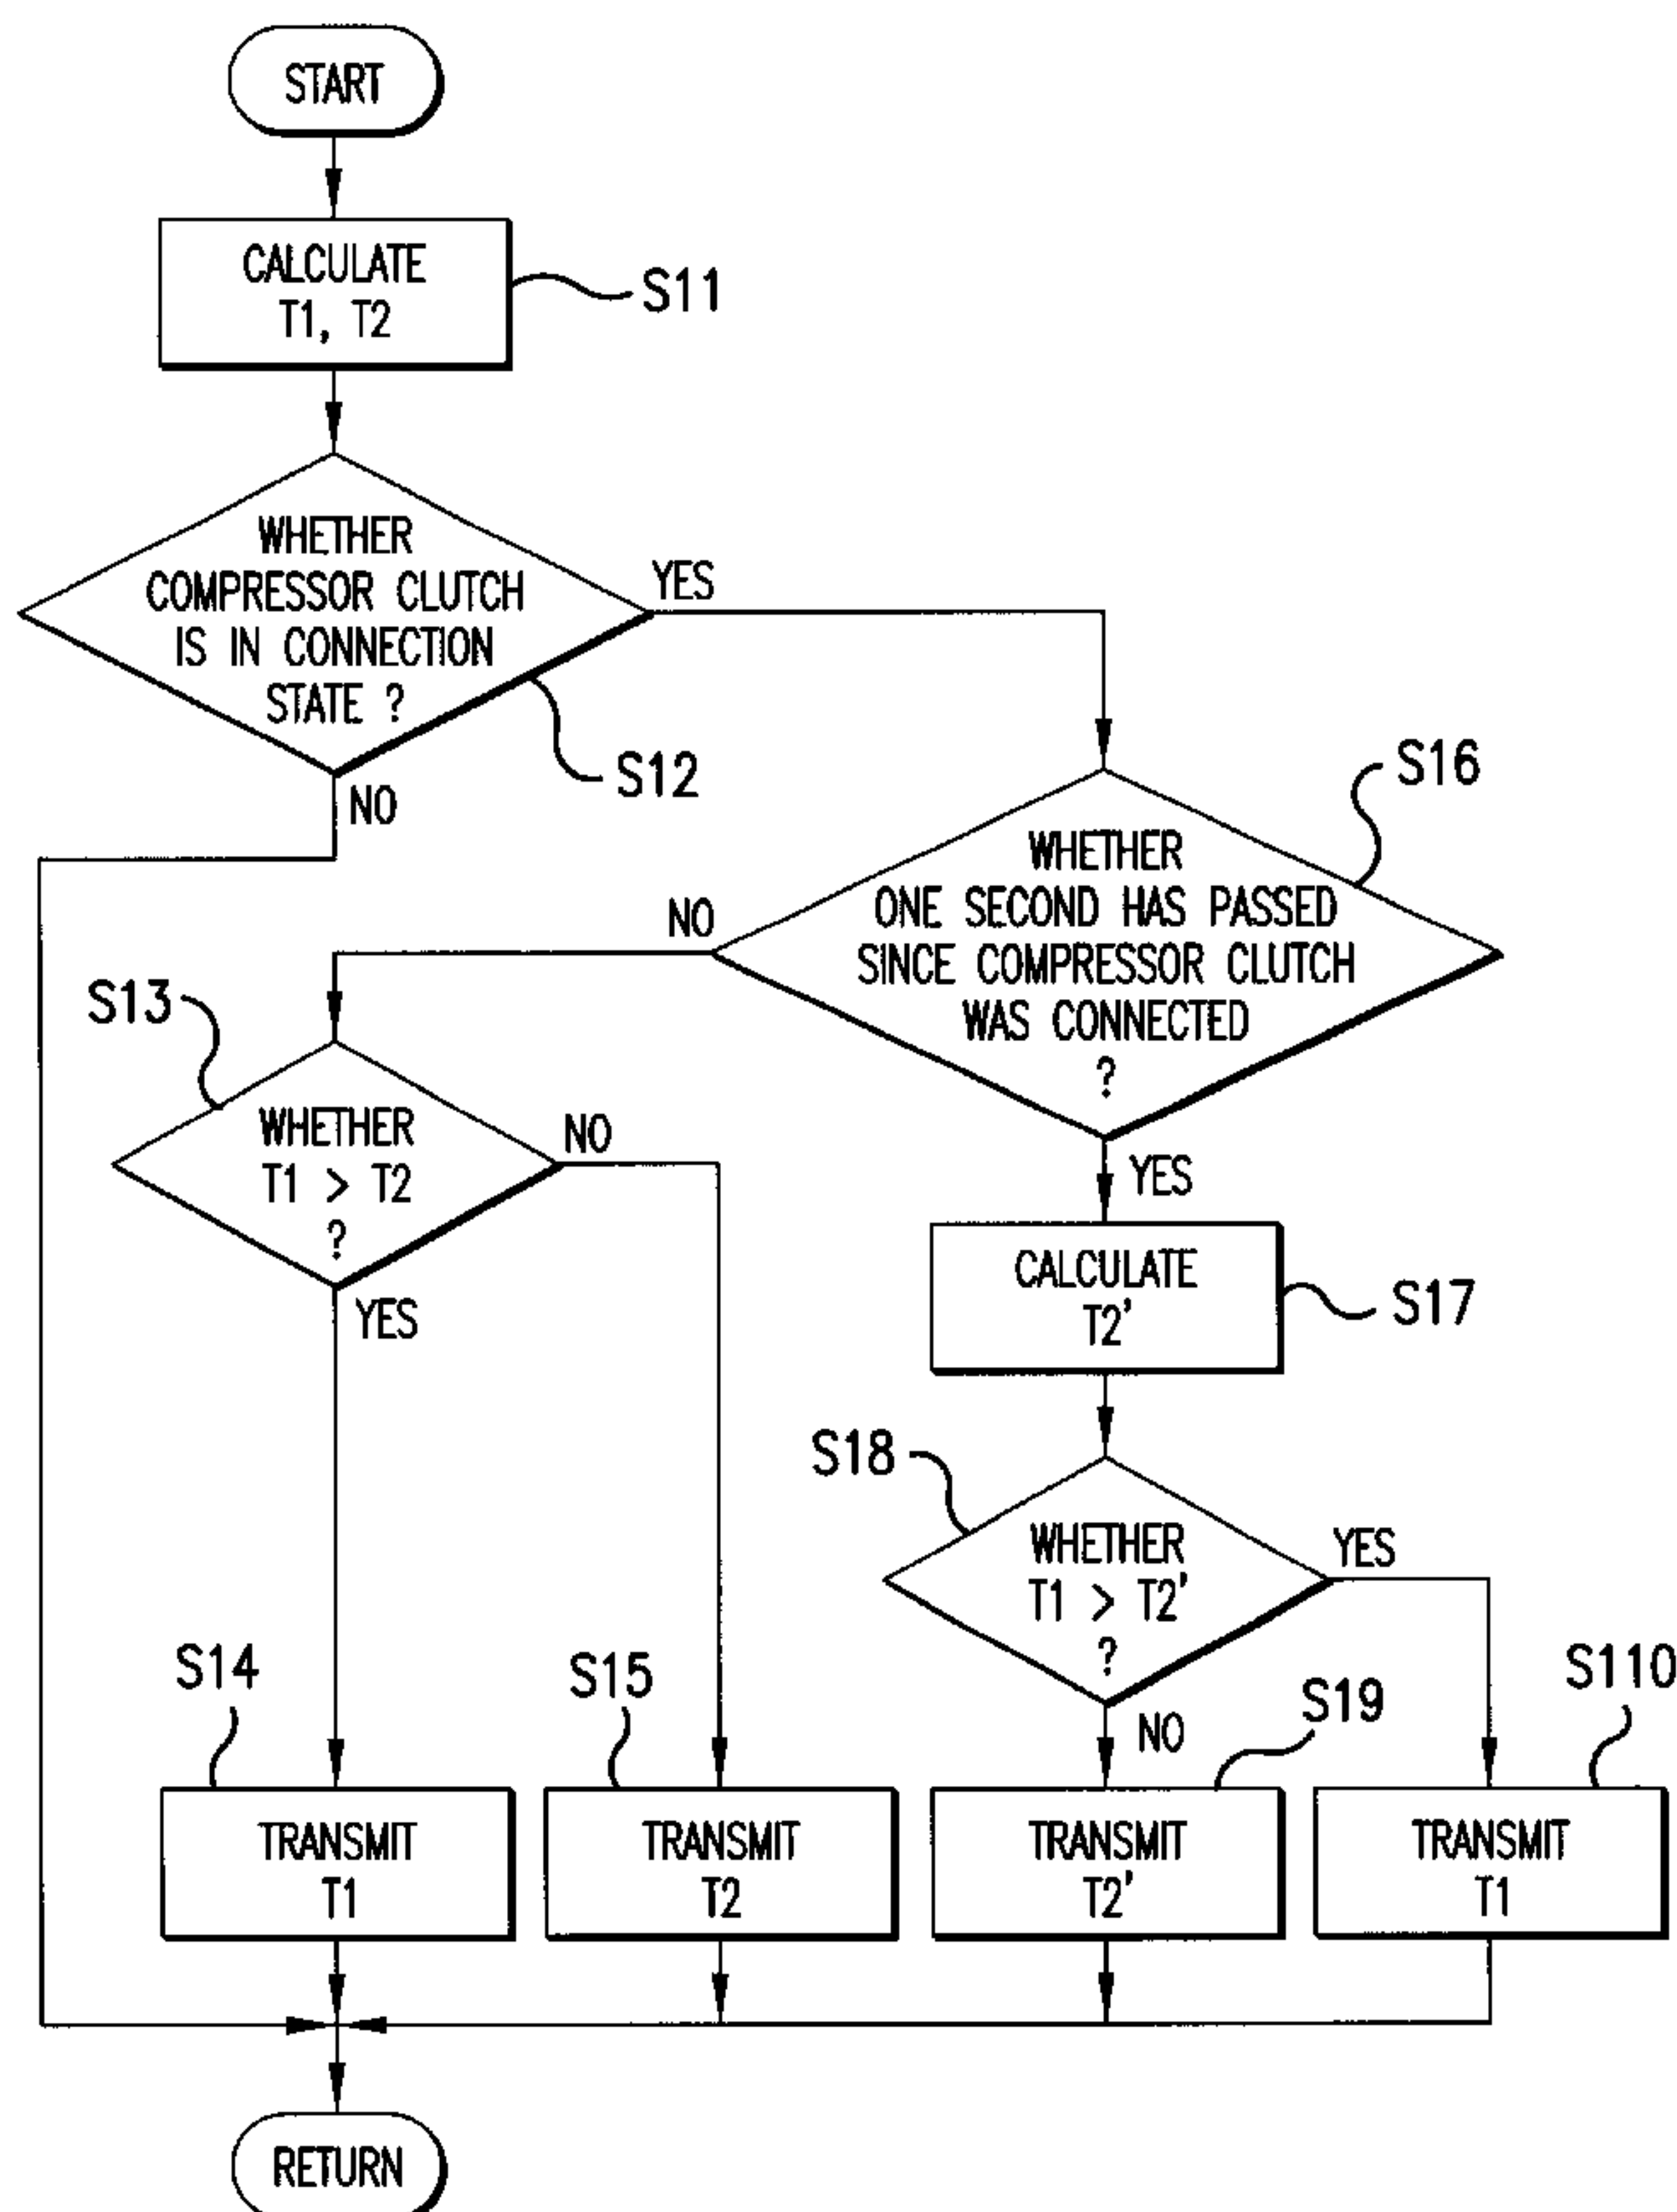 START
CALCULATE
T1, T2
S11
WHETHER
COMPRESSOR CLUTCH
IS IN CONNECTION
STATE ?
YES
S12
NO
S16
WHETHER
ONE SECOND HAS PASSED
SINCE COMPRESSOR CLUTCH
WAS CONNECTED
?
NO
YES
S13
WHETHER
T1 > T2
?
NO
YES
CALCULATE
T2'
S17
S18
WHETHER
T1 > T2'
?
YES
NO
S14
TRANSMIT
T1
S15
TRANSMIT
T2
S19
TRANSMIT
T2'
S110
TRANSMIT
T1
RETURN